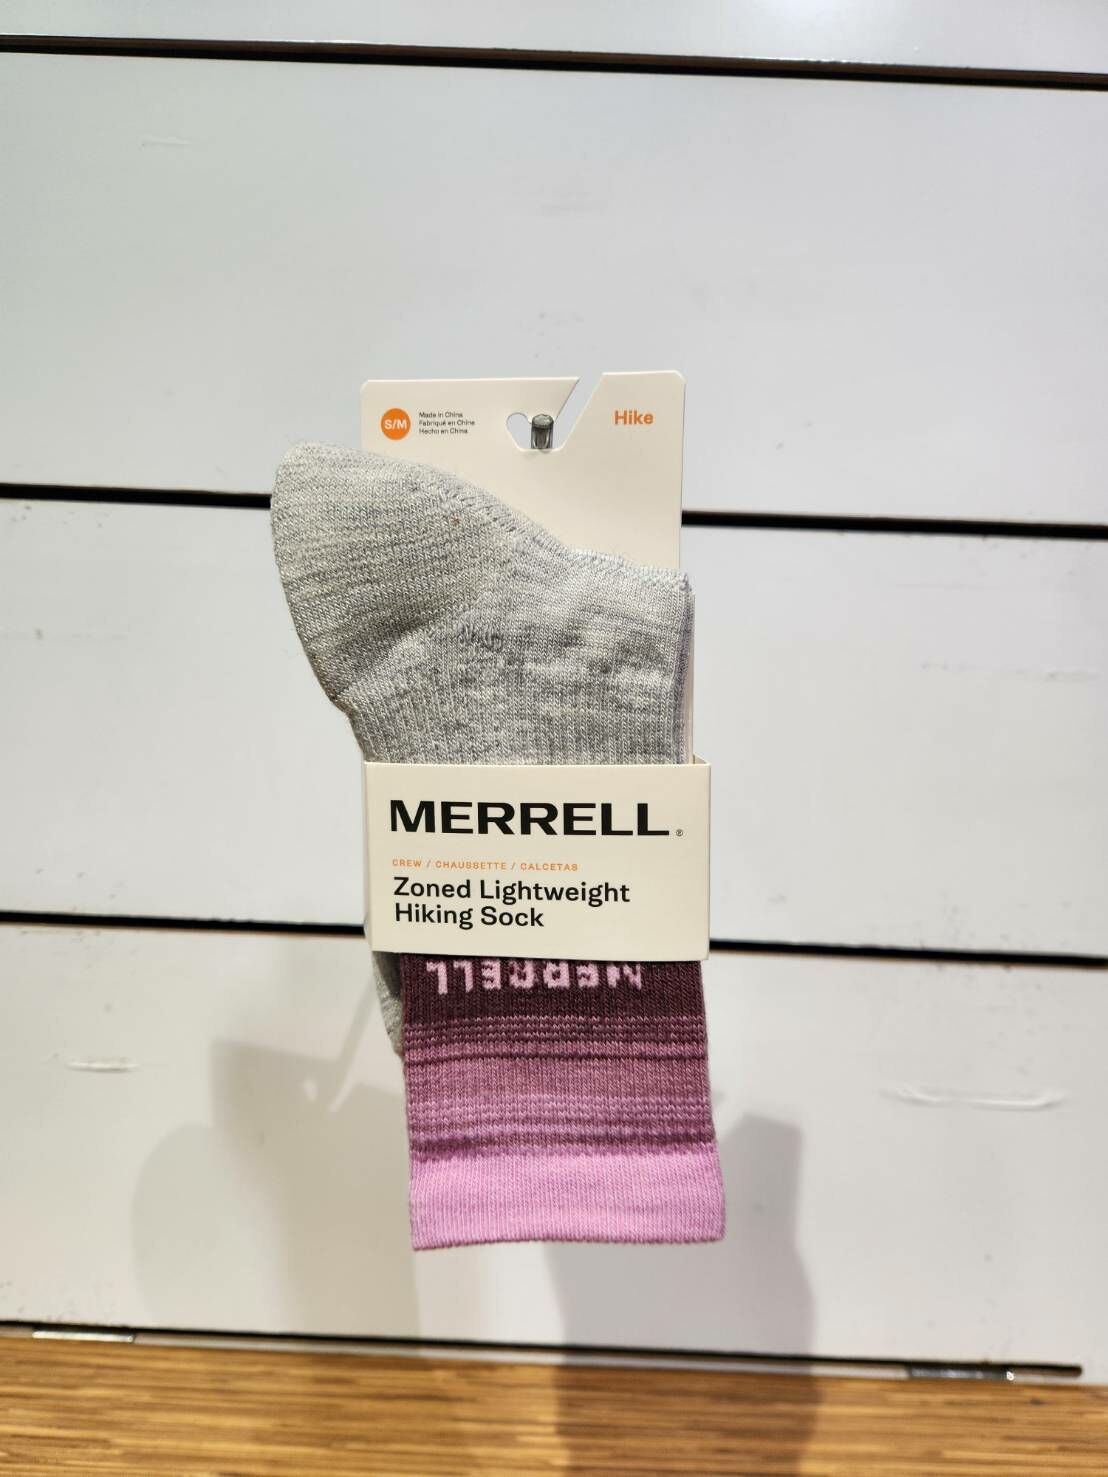 S/M
Made in China
Fabriqué en Chine
Hecho en China
Hike
MERRELL®
CREW / CHAUSSETTE / CALCETAS
Zoned Lightweight
Hiking Sock
MERRELL